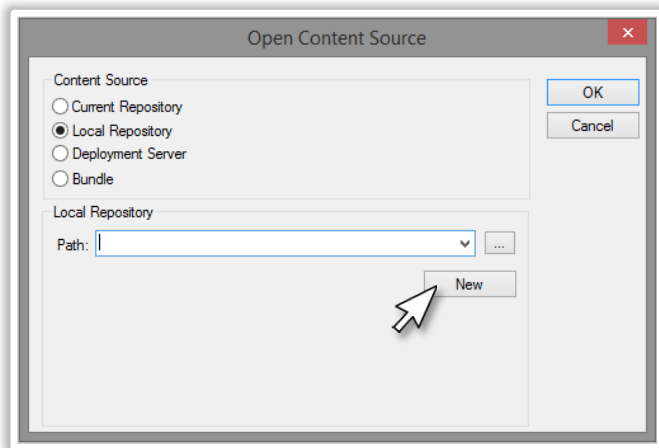 Open Content Source
×
Content Source
Current Repository
Local Repository
Deployment Server
Bundle
OK
Cancel
Local Repository
Path:
...
New